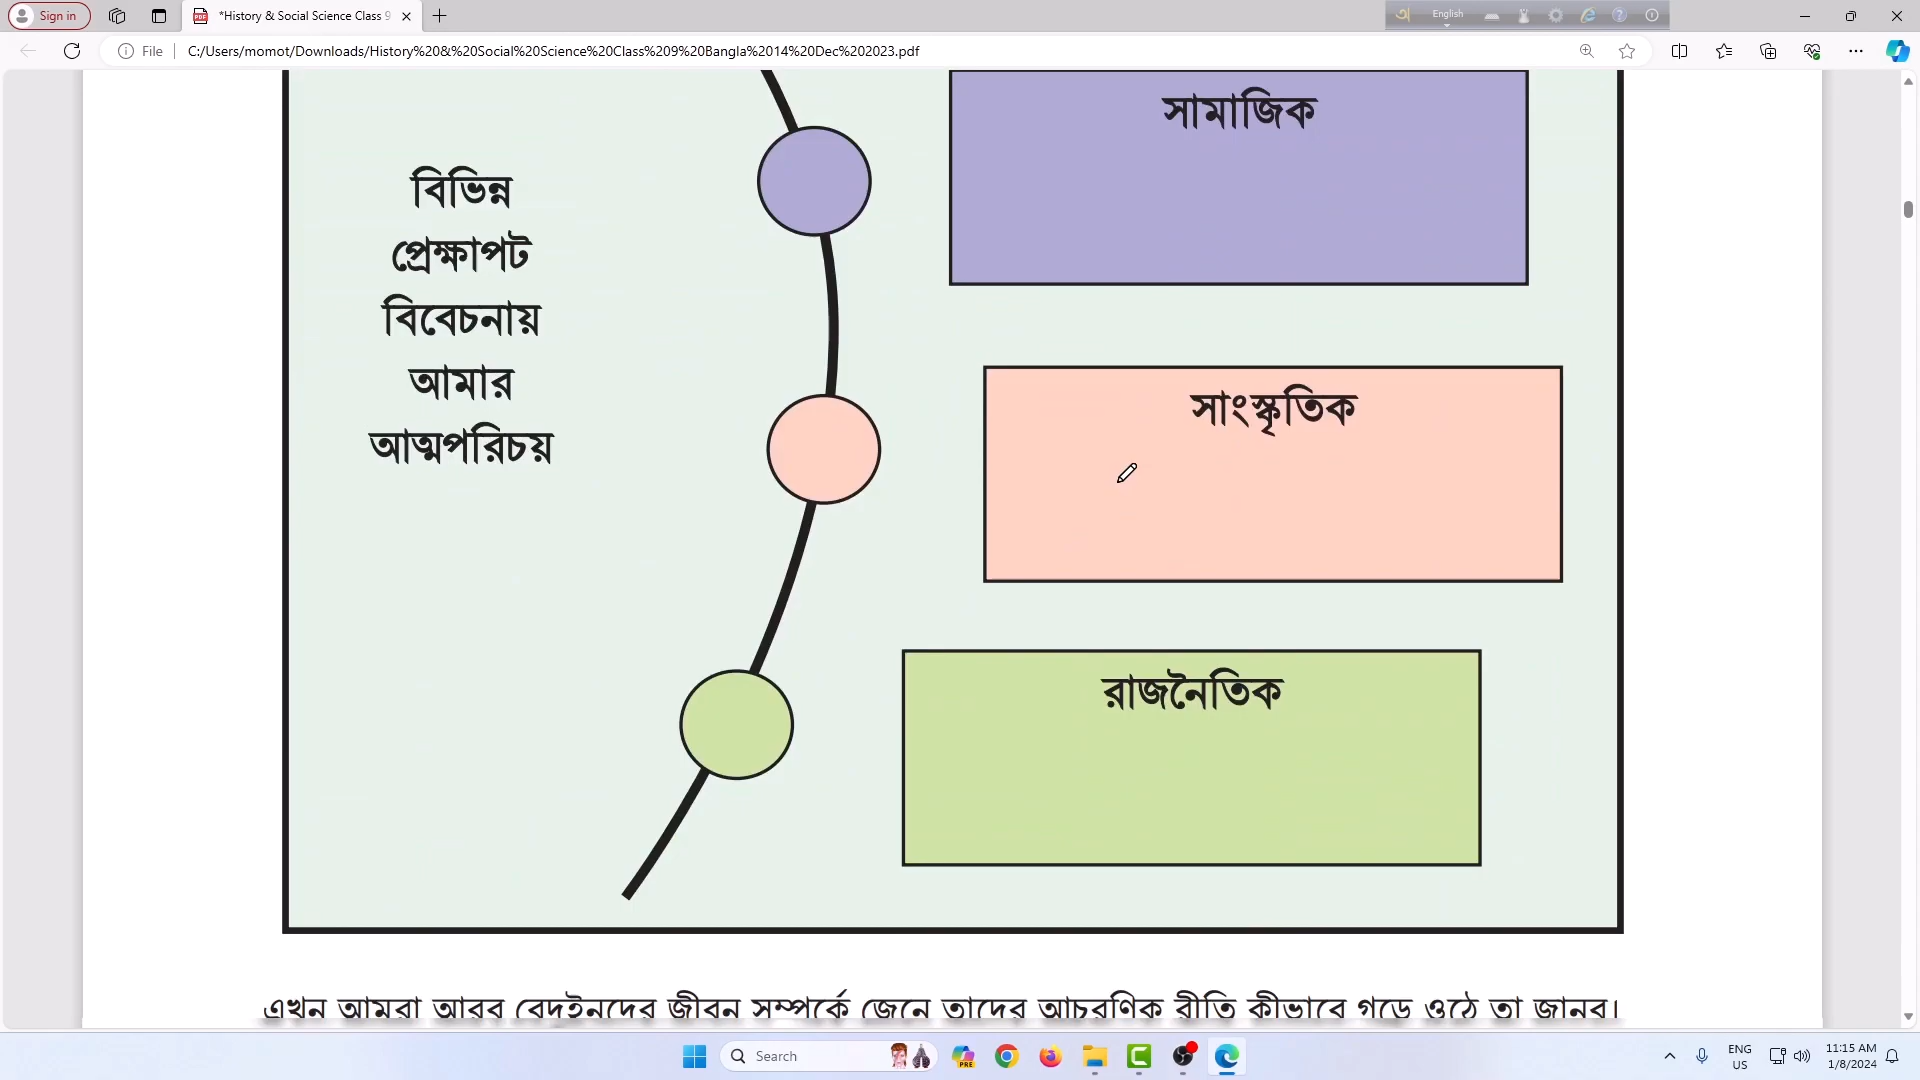 Sign in
*History & Social Science Class 9
English
File
C:/Users/momot/Downloads/History%20&%20Social%20Science%20Class%209%20Bangla%2014%20Dec%202023.pdf
সামাজিক
বিভিন্ন
প্রেক্ষাপট
বিবেচনায়
আমার
আত্মপরিচয়
সাংস্কৃতিক
রাজনৈতিক
এখন আমরা আরব বেদুইনদের জীবন সম্পর্কে জেনে তাদের আচরণিক রীতি কীভাবে গড়ে ওঠে তা জানব।
Search
PRE
ENG
US
11:15 AM
1/8/2024